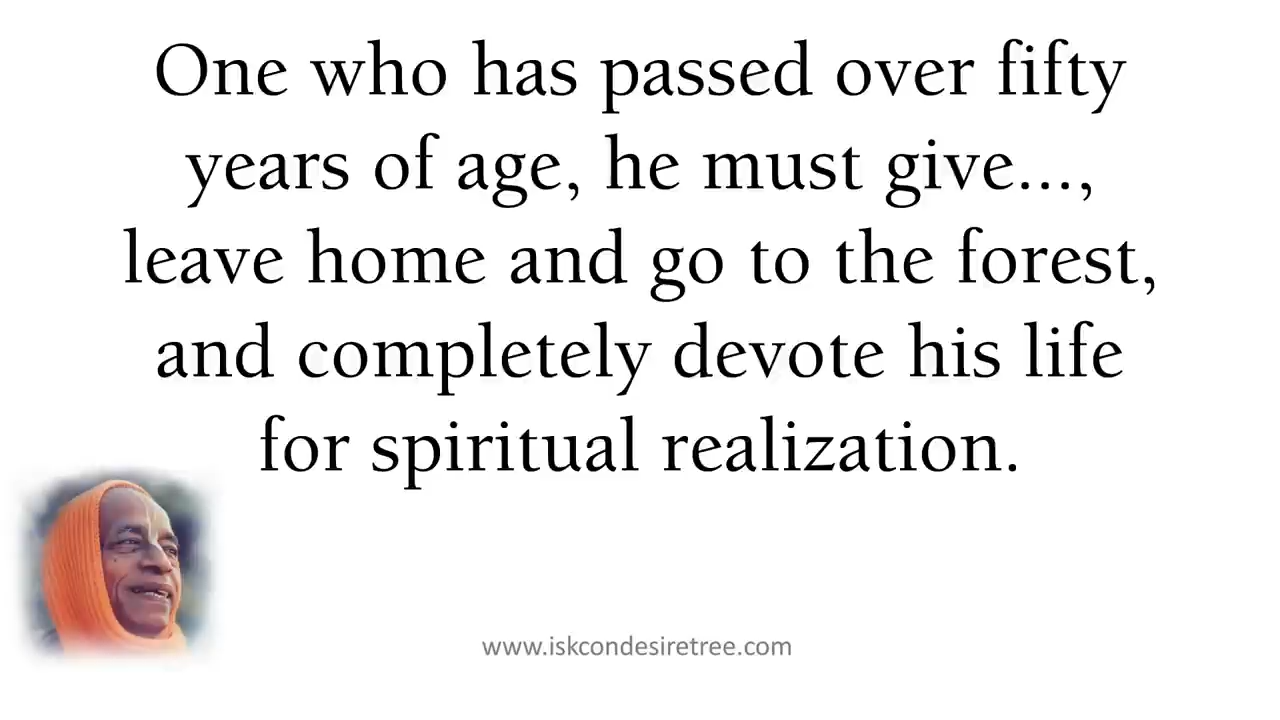 One who has passed over fifty
years of age, he must give...,
leave home and go to the forest,
and completely devote his life
for spiritual realization.
www.iskcondesiretree.com